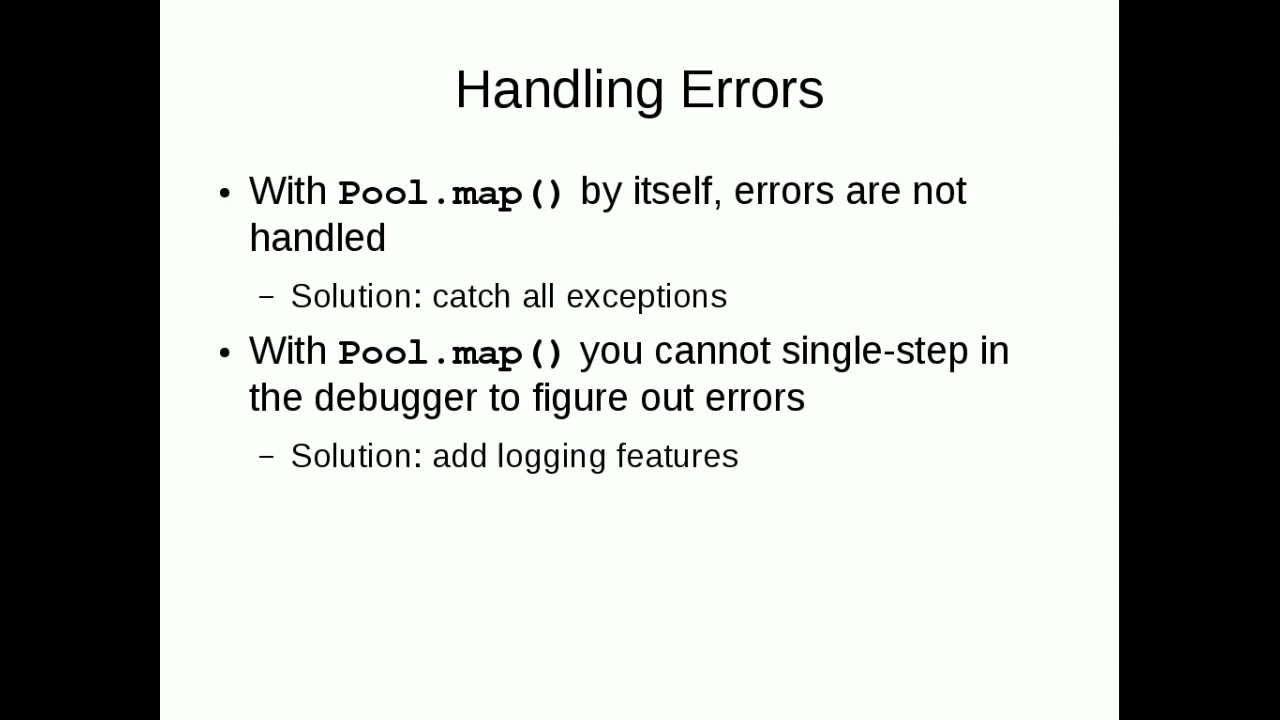 Handling Errors
• With Pool.map() by itself, errors are not
handled
– Solution: catch all exceptions
• With Pool.map() you cannot single-step in
the debugger to figure out errors
– Solution: add logging features